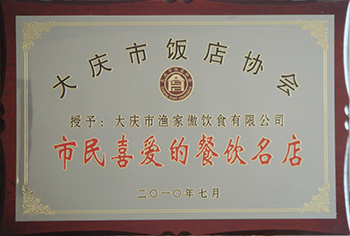 大庆市饭店协会
授予：大庆市渔家傲饮食有限公司
市民喜爱的餐饮名店
二〇一〇年七月